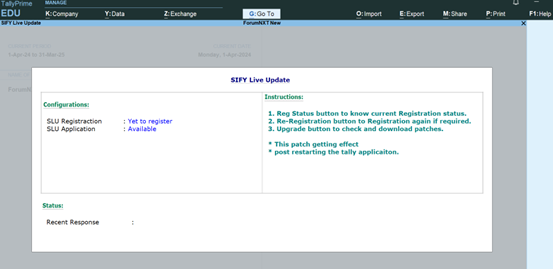 TallyPrime MANAGE
EDU K:Company Y:Data Z:Exchange G:Go To O:Import E:Export M:Share P:Print F1:Help
SIFY Live Update ForumNXT New X
1-Apr-24 to 31-Mar-25 Monday, 1-Apr-2024
SIFY Live Update
Configurations:
SLU Registraction : Yet to register
SLU Application : Available
Instructions:
1. Reg Status button to know current Registration status.
2. Re-Registration button to Registration again if required.
3. Upgrade button to check and download patches.
* This patch getting effect
* post restarting the tally applicaiton.
Status:
Recent Response :